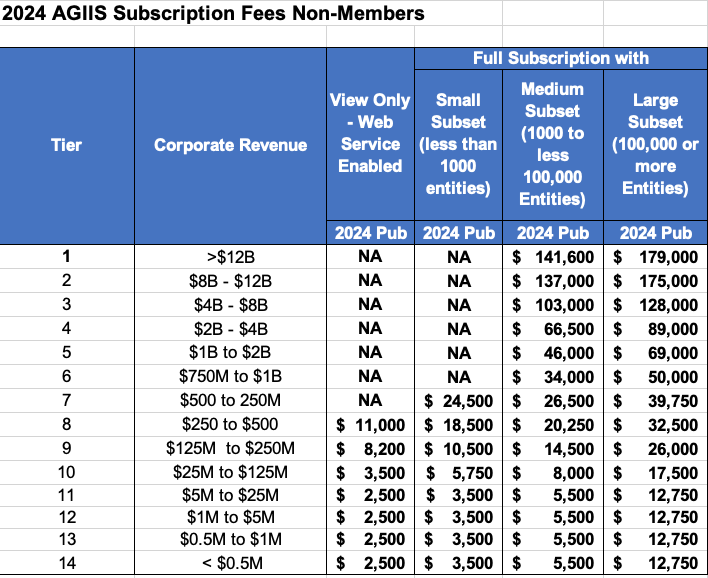 2024 AGIIS Subscription Fees Non-Members
Full Subscription with
Tier
Corporate Revenue
View Only
- Web
Service
Enabled
Small
Subset
(less than
1000
entities)
Medium
Subset
(1000 to
less
100,000
Entities)
Large
Subset
(100,000 or
more
Entities)
2024 Pub 2024 Pub 2024 Pub 2024 Pub
1 >$12B NA NA $ 141,600 $ 179,000
2 $8B - $12B NA NA $ 137,000 $ 175,000
3 $4B - $8B NA NA $ 103,000 $ 128,000
4 $2B - $4B NA NA $ 66,500 $ 89,000
5 $1B to $2B NA NA $ 46,000 $ 69,000
6 $750M to $1B NA NA $ 34,000 $ 50,000
7 $500 to 250M NA $ 24,500 $ 26,500 $ 39,750
8 $250 to $500 $ 11,000 $ 18,500 $ 20,250 $ 32,500
9 $125M to $250M $ 8,200 $ 10,500 $ 14,500 $ 26,000
10 $25M to $125M $ 3,500 $ 5,750 $ 8,000 $ 17,500
11 $5M to $25M $ 2,500 $ 3,500 $ 5,500 $ 12,750
12 $1M to $5M $ 2,500 $ 3,500 $ 5,500 $ 12,750
13 $0.5M to $1M $ 2,500 $ 3,500 $ 5,500 $ 12,750
14 < $0.5M $ 2,500 $ 3,500 $ 5,500 $ 12,750